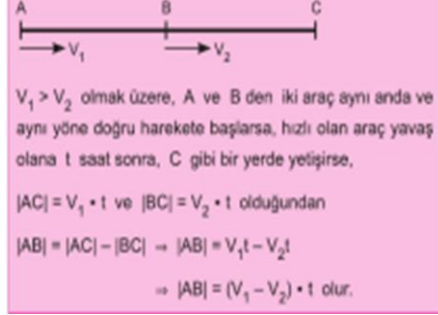 A B C
V₁ V₂
V₁ > V₂ olmak üzere, A ve B den iki araç aynı anda ve
aynı yöne doğru harekete başlarsa, hızlı olan araç yavaş
olana t saat sonra, C gibi bir yerde yetişirse,
|AC| = V₁ • t ve |BC| = V₂ • t olduğundan
|AB| = |AC| – |BC| → |AB| = V₁t – V₂t
⇒ |AB| = (V₁ – V₂) • t olur.